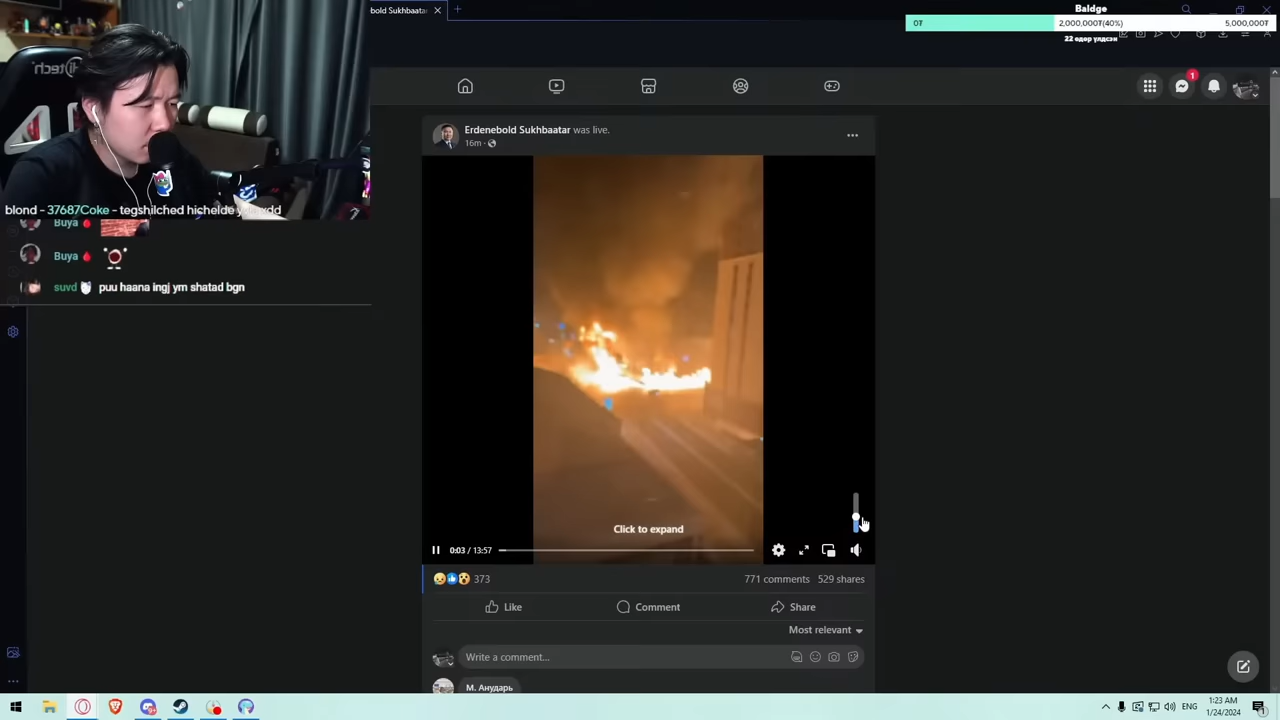 bold Sukhbaatar
Baldge
0₮
2,000,000₮(40%)
5,000,000₮
22 өдөр үлдсэн
1
Erdenebold Sukhbaatar was live.
16m
blond - 37687Coke - tegshilched hichelde
Buya
Buya
suvd puu haana ingj ym shatad bgn
Click to expand
0:03 / 13:57
373
771 comments 529 shares
Like
Comment
Share
Most relevant
Write a comment...
М. Анударь
ENG
1:23 AM
1/24/2024
1